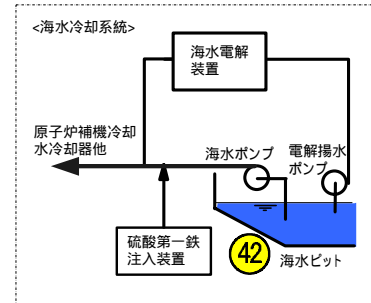 <海水冷却系統>
海水電解
装置
原子炉補機冷却
水冷却器他
海水ポンプ
電解揚水
ポンプ
硫酸第一鉄
注入装置
42
海水ピット